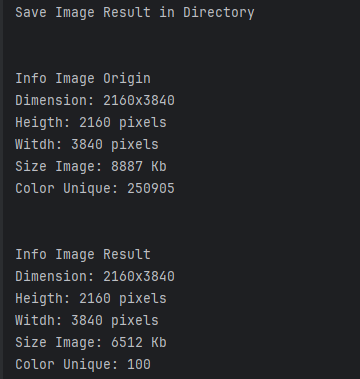 Save Image Result in Directory
Info Image Origin
Dimension: 2160x3840
Heigth: 2160 pixels
Witdh: 3840 pixels
Size Image: 8887 Kb
Color Unique: 250905
Info Image Result
Dimension: 2160x3840
Heigth: 2160 pixels
Witdh: 3840 pixels
Size Image: 6512 Kb
Color Unique: 100